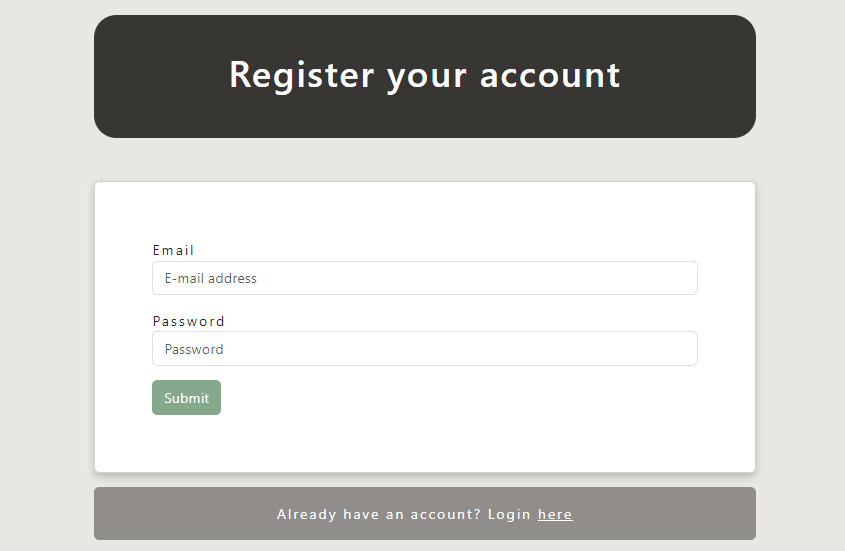 Register your account
Email
E-mail address
Password
Password
Submit
Already have an account? Login here